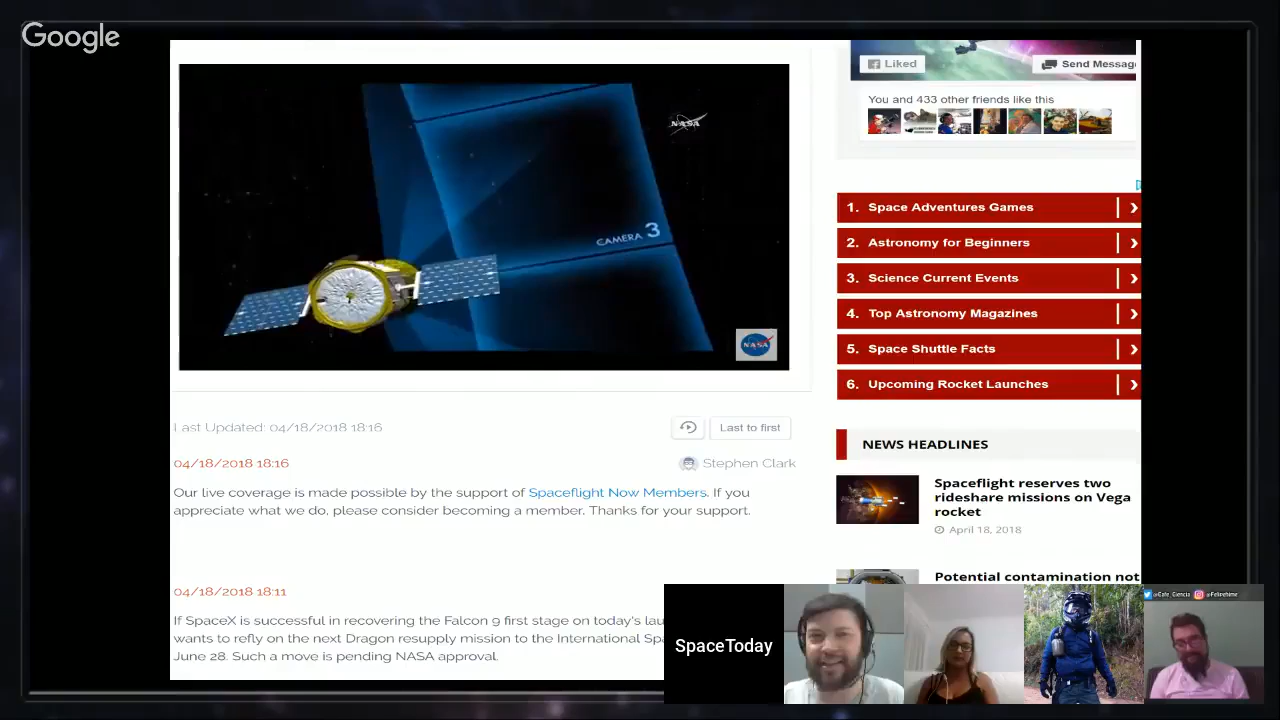 Google
NASA
CAMERA 3
NASA
Last Updated: 04/18/2018 18:16
Last to first
04/18/2018 18:16
Stephen Clark
Our live coverage is made possible by the support of Spaceflight Now Members. If you
appreciate what we do, please consider becoming a member. Thanks for your support.
04/18/2018 18:11
If SpaceX is successful in recovering the Falcon 9 first stage on today's lau
wants to refly on the next Dragon resupply mission to the International Spa
June 28. Such a move is pending NASA approval.
Liked
Send Messag
You and 433 other friends like this
1. Space Adventures Games
2. Astronomy for Beginners
3. Science Current Events
4. Top Astronomy Magazines
5. Space Shuttle Facts
6. Upcoming Rocket Launches
NEWS HEADLINES
Spaceflight reserves two
rideshare missions on Vega
rocket
April 18, 2018
Potential contamination not
SpaceToday
@Cafe_Ciencia